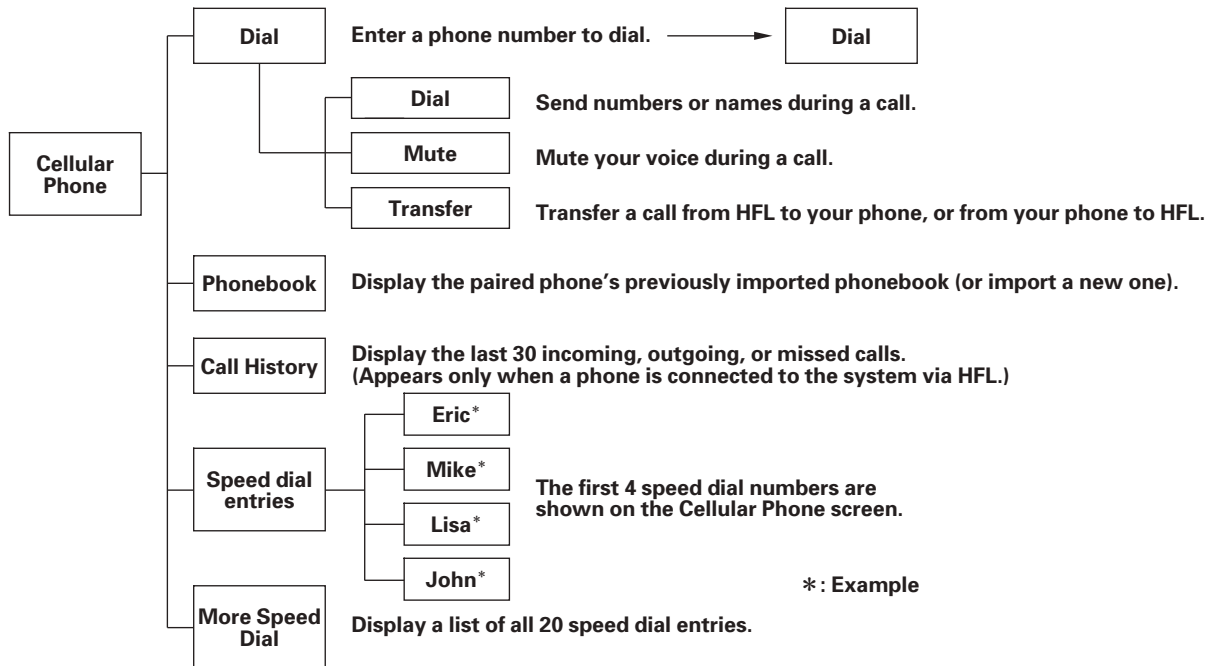 Dial
Enter a phone number to dial.
Dial
Dial
Send numbers or names during a call.
Cellular
Phone
Mute
Mute your voice during a call.
Transfer
Transfer a call from HFL to your phone, or from your phone to HFL.
Phonebook
Display the paired phone's previously imported phonebook (or import a new one).
Call History
Display the last 30 incoming, outgoing, or missed calls.
(Appears only when a phone is connected to the system via HFL.)
Speed dial
entries
Eric*
Mike*
Lisa*
John*
The first 4 speed dial numbers are
shown on the Cellular Phone screen.
*: Example
More Speed
Dial
Display a list of all 20 speed dial entries.